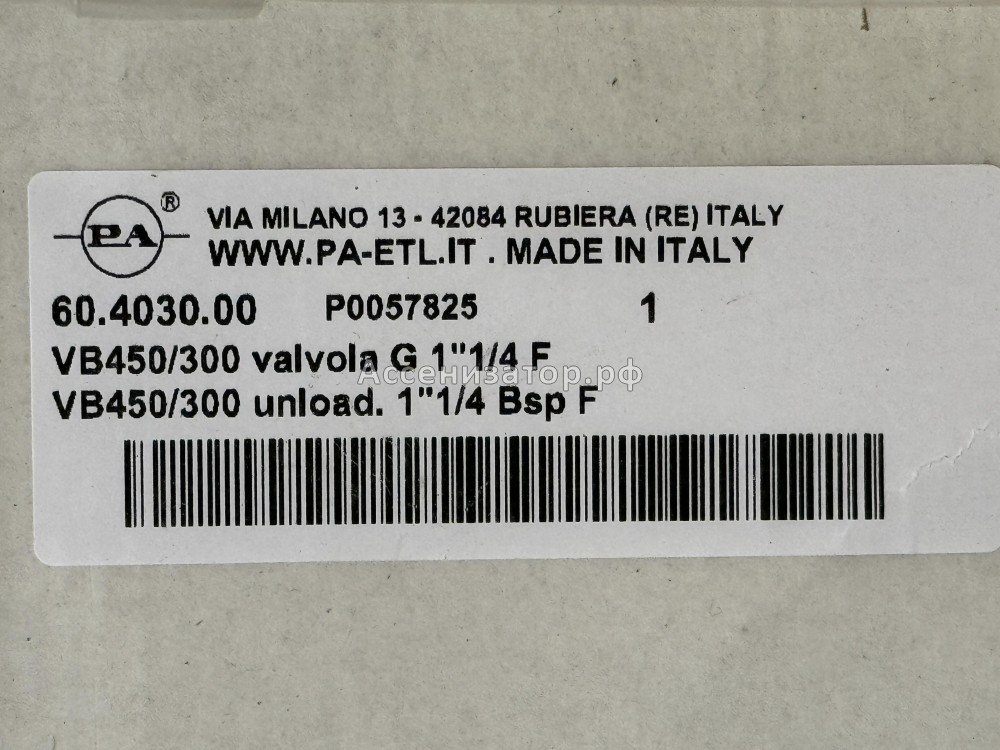 PA ® VIA MILANO 13 - 42084 RUBIERA (RE) ITALY
WWW.PA-ETL.IT . MADE IN ITALY
60.4030.00 P0057825 1
VB450/300 valvola G 1"1/4 F
Ассенизатор.рф
VB450/300 unload. 1"1/4 Bsp F